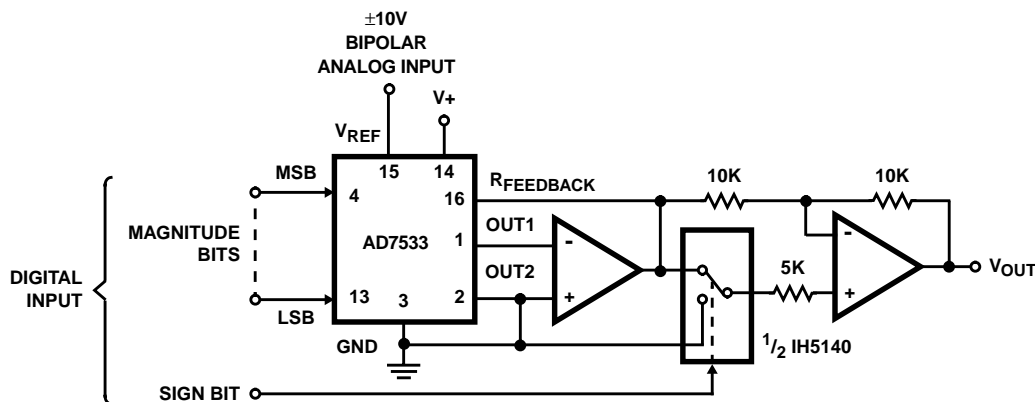 ±10V
BIPOLAR
ANALOG INPUT
V+
VREF
15
14
MSB
4
16
RFEEDBACK
10K
10K
MAGNITUDE
BITS
AD7533
1
OUT1
-
-
DIGITAL
INPUT
OUT2
5K
VOUT
13
3
2
+
+
LSB
GND
1/2 IH5140
SIGN BIT